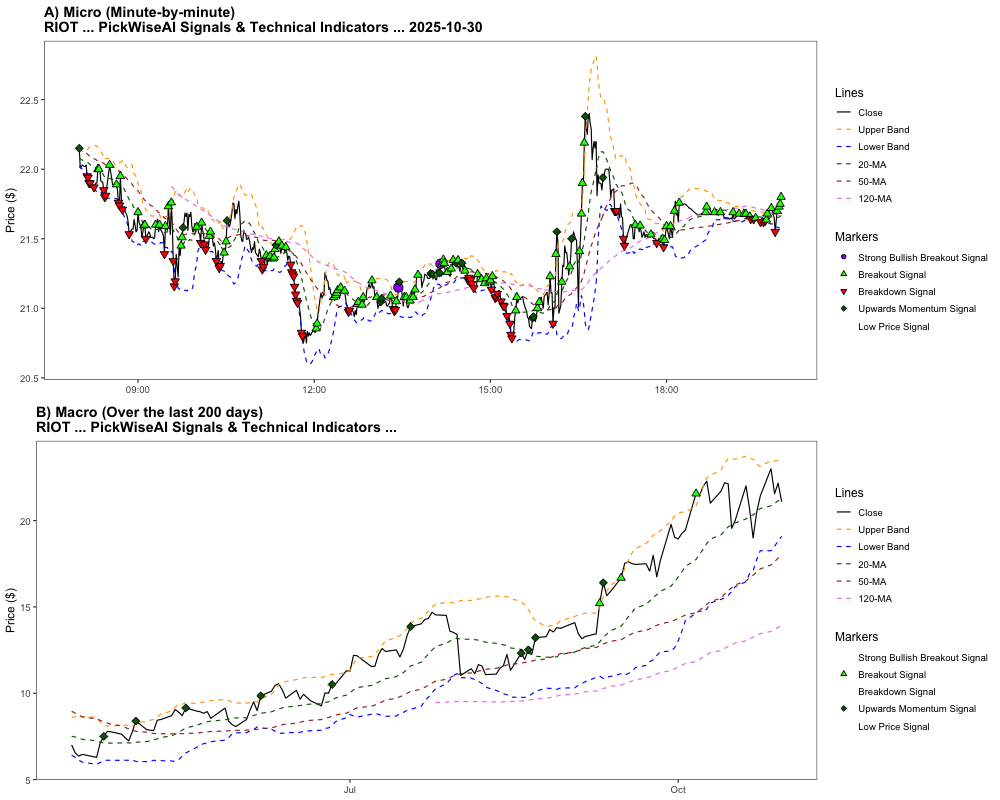 A) Micro (Minute-by-minute)
RIOT ... PickWiseAI Signals & Technical Indicators ... 2025-10-30
Price ($)
22.5
22.0
21.5
21.0
20.5
09:00
12:00
15:00
18:00
Lines
Close
Upper Band
Lower Band
20-MA
50-MA
120-MA
Markers
Strong Bullish Breakout Signal
Breakout Signal
Breakdown Signal
Upwards Momentum Signal
Low Price Signal
B) Macro (Over the last 200 days)
RIOT ... PickWiseAI Signals & Technical Indicators ...
Price ($)
20
15
10
5
Jul
Oct
Lines
Close
Upper Band
Lower Band
20-MA
50-MA
120-MA
Markers
Strong Bullish Breakout Signal
Breakout Signal
Breakdown Signal
Upwards Momentum Signal
Low Price Signal